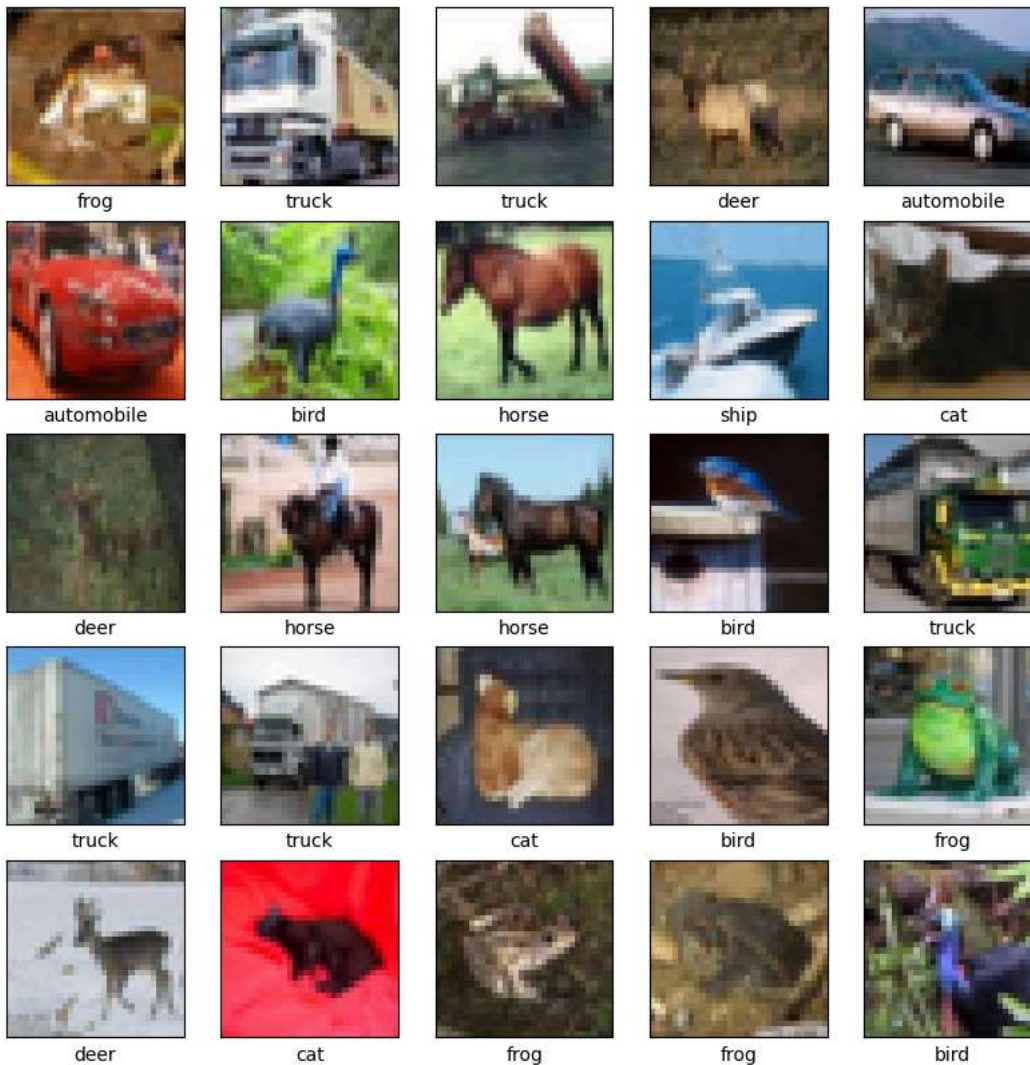 frog truck truck deer automobile
automobile bird horse ship cat
deer horse horse bird truck
truck truck cat bird frog
deer cat frog frog bird